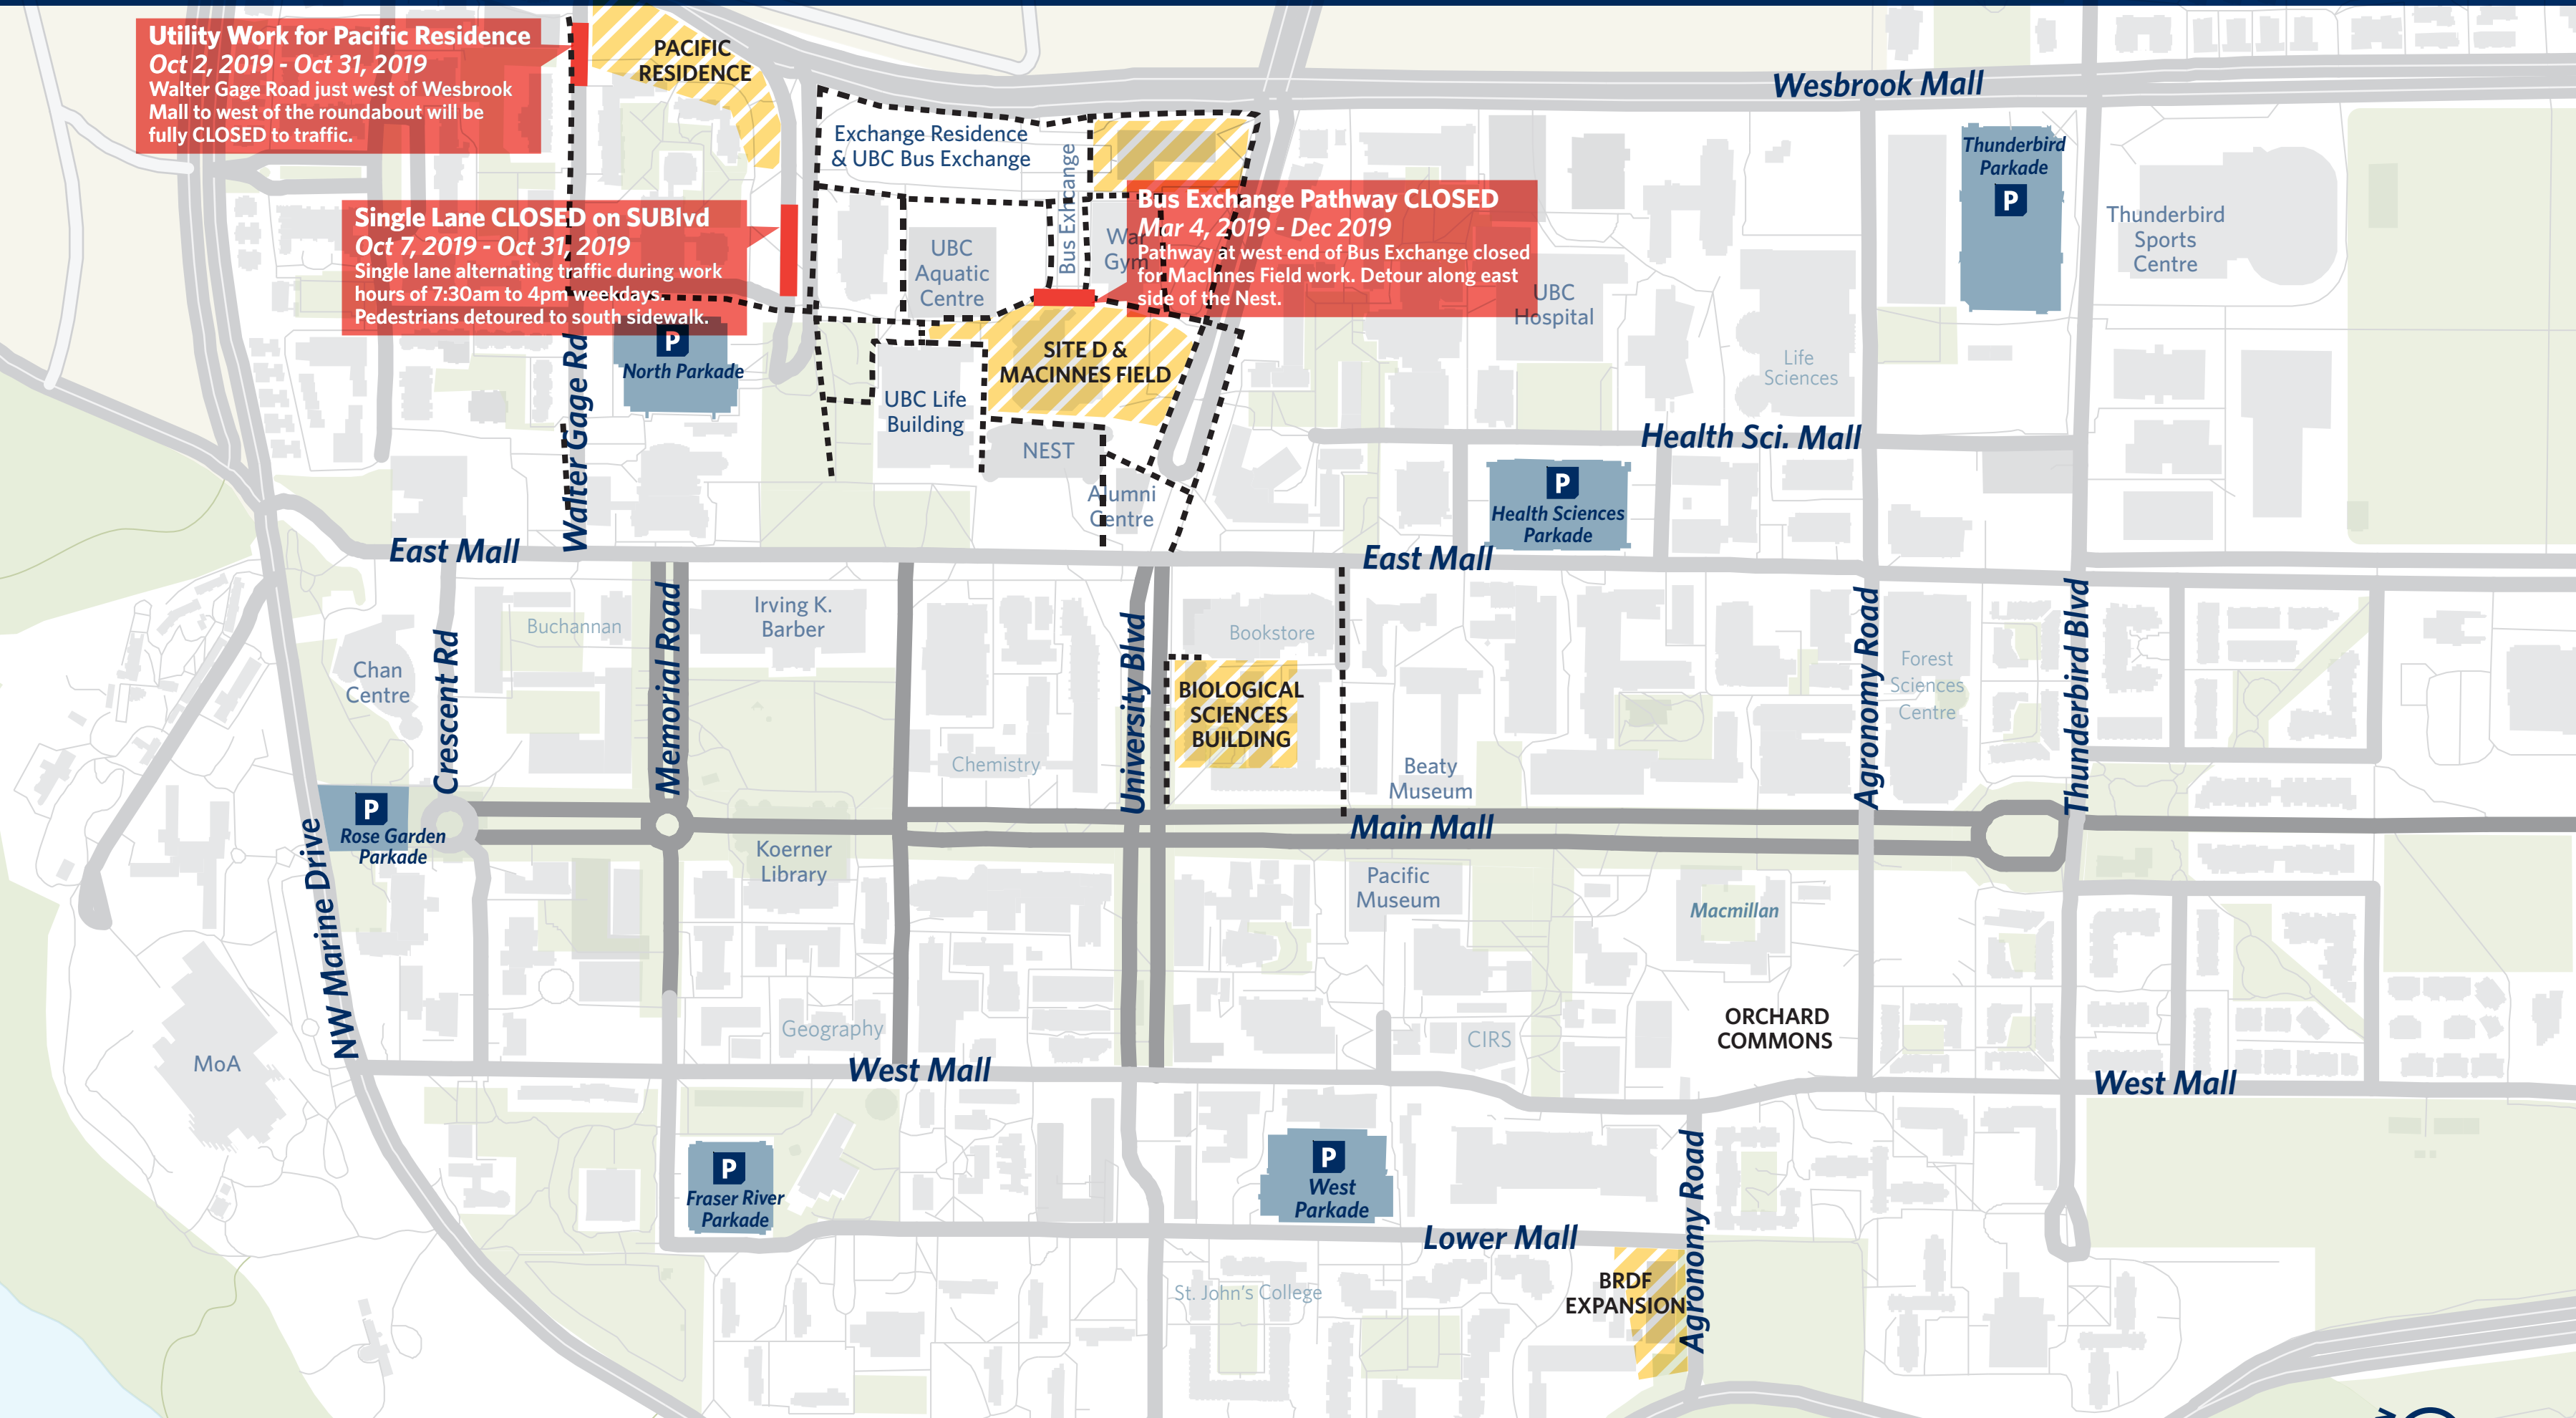 Utility Work for Pacific Residence
Oct 2, 2019 - Oct 31, 2019
Walter Gage Road just west of Wesbrook
Mall to west of the roundabout will be
fully CLOSED to traffic.
PACIFIC
RESIDENCE
Wesbrook Mall
Exchange Residence
& UBC Bus Exchange
Thunderbird
Parkade
P
Single Lane CLOSED on SUBlvd
Oct 7, 2019 - Oct 31, 2019
Single lane alternating traffic during work
hours of 7:30am to 4pm weekdays.
Pedestrians detoured to south sidewalk.
Bus Exhcange
Bus Exchange Pathway CLOSED
Mar 4, 2019 - Dec 2019
Pathway at west end of Bus Exchange closed
for MacInnes Field work. Detour along east
side of the Nest.
War
Gym
UBC
Aquatic
Centre
UBC
Hospital
Thunderbird
Sports
Centre
P
North Parkade
SITE D &
MACINNES FIELD
Life
Sciences
UBC Life
Building
NEST
Walter Gage Rd
Health Sci. Mall
P
Health Sciences
Parkade
Alumni
Centre
East Mall
East Mall
Irving K.
Barber
Buchannan
Bookstore
Chan
Centre
Crescent Rd
Memorial Road
University Blvd
BIOLOGICAL
SCIENCES
BUILDING
Agronomy Road
Forest
Sciences
Centre
Thunderbird Blvd
Chemistry
Beaty
Museum
P
Rose Garden
Parkade
Main Mall
Koerner
Library
Pacific
Museum
Macmillan
NW Marine Drive
Geography
CIRS
ORCHARD
COMMONS
MoA
West Mall
West Mall
P
Fraser River
Parkade
P
West
Parkade
Lower Mall
Agronomy Road
St. John's College
BRDF
EXPANSION
N